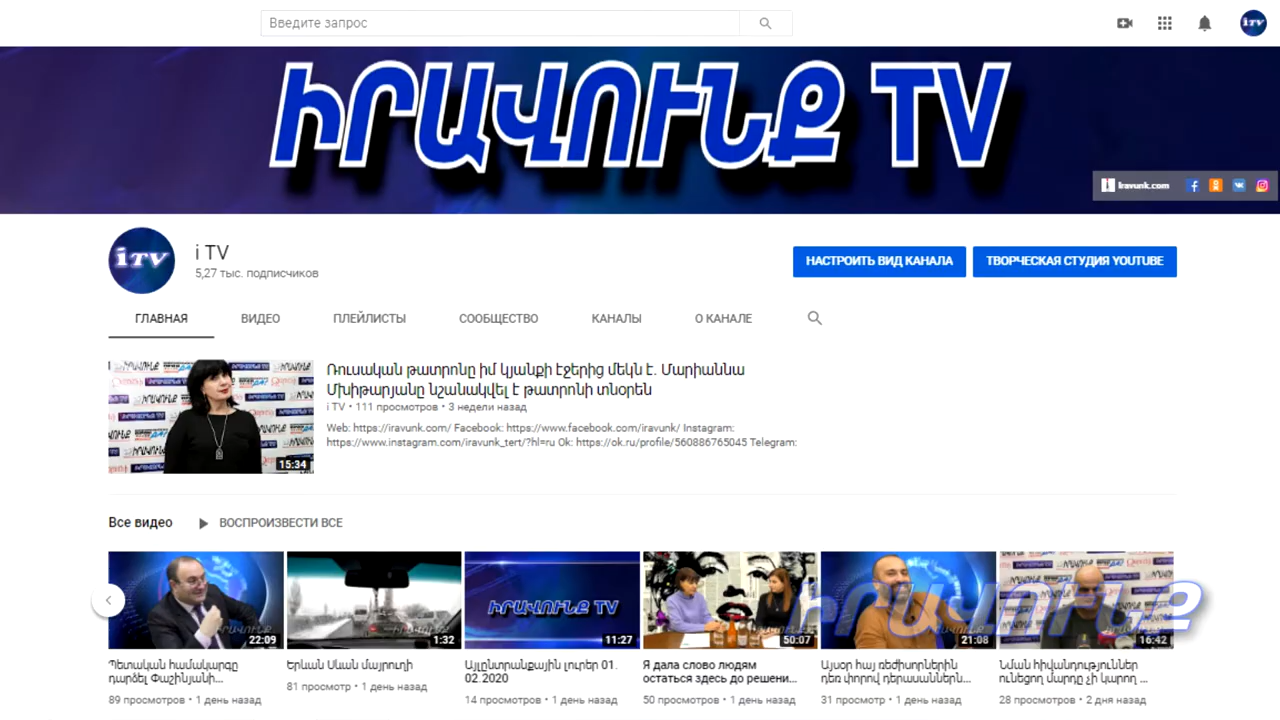 Введите запрос
iTV
ԻՐԱՎՈՒՆՔ TV
Iravunk.com
iTV
i TV
5,27 тыс. подписчиков
НАСТРОИТЬ ВИД КАНАЛА
ТВОРЧЕСКАЯ СТУДИЯ YOUTUBE
ГЛАВНАЯ
ВИДЕО
ПЛЕЙЛИСТЫ
СООБЩЕСТВО
КАНАЛЫ
О КАНАЛЕ
15:34
Ռուսական թատրոնը իմ կյանքի էջերից մեկն է. Մարիաննա
Մխիթարյանը նշանակվել է թատրոնի տնօրեն
i TV • 111 просмотров • 3 недели назад
Web: https://iravunk.com/ Facebook: https://www.facebook.com/iravunk/ Instagram:
https://www.instagram.com/iravunk_tert/?hl=ru Ok: https://ok.ru/profile/560886765045 Telegram:
Все видео
ВОСПРОИЗВЕСТИ ВСЕ
22:09
1:32
ԻՐԱՎՈՒՆՔ TV
11:27
50:07
21:08
16:42
ԻՐԱՎՈՒՆՔ
Պետական համակարգը
դարձել Փաշինյանի...
89 просмотров • 1 день назад
Երևան Սևան մայրուղի
81 просмотр • 1 день назад
Այլընտրանքային լուրեր 01.
02.2020
14 просмотров • 1 день назад
Я дала слово людям
остаться здесь до решени...
50 просмотров • 1 день назад
Այսօր հայ ռեժիսորներին
դեռ փորով դերասաններն...
31 просмотр • 1 день назад
Նման հիվանդություններ
ունեցող մարդը չի կարող ...
28 просмотров • 2 дня назад